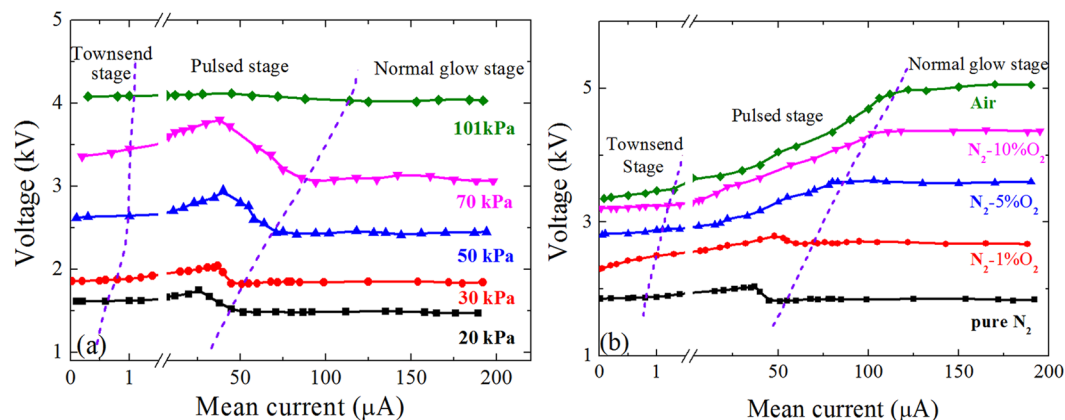 (a)
5
4
3
2
1
Voltage (kV)
Townsend
stage
Pulsed stage
Normal glow stage
101kPa
70 kPa
50 kPa
30 kPa
20 kPa
0 1 50 100 150 200
Mean current (μA)
(b)
5
3
1
Voltage (kV)
Townsend
Stage
Pulsed stage
Normal glow stage
Air
N₂-10%O₂
N₂-5%O₂
N₂-1%O₂
pure N₂
0 1 50 100 150 200
Mean current (μA)